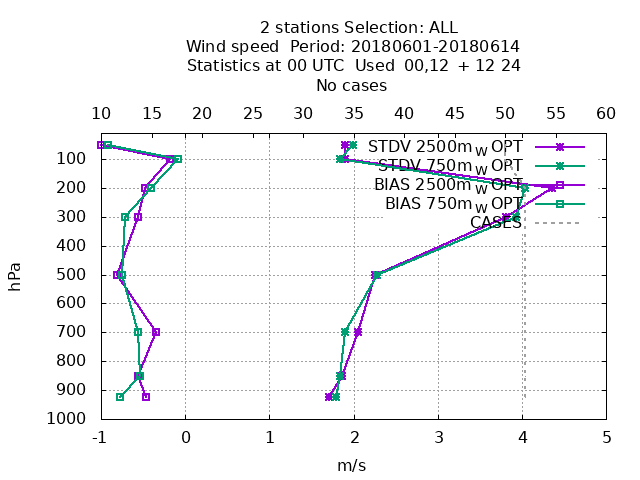 2 stations Selection: ALL
Wind speed  Period: 20180601-20180614
Statistics at 00 UTC  Used  00,12  + 12 24
No cases
10 15 20 25 30 35 40 45 50 55 60
STDV 2500m_W OPT
STDV 750m_W OPT
BIAS 2500m_W OPT
BIAS 750m_W OPT
CASES
100
200
300
400
500
600
700
800
900
1000
hPa
-1 0 1 2 3 4 5
m/s